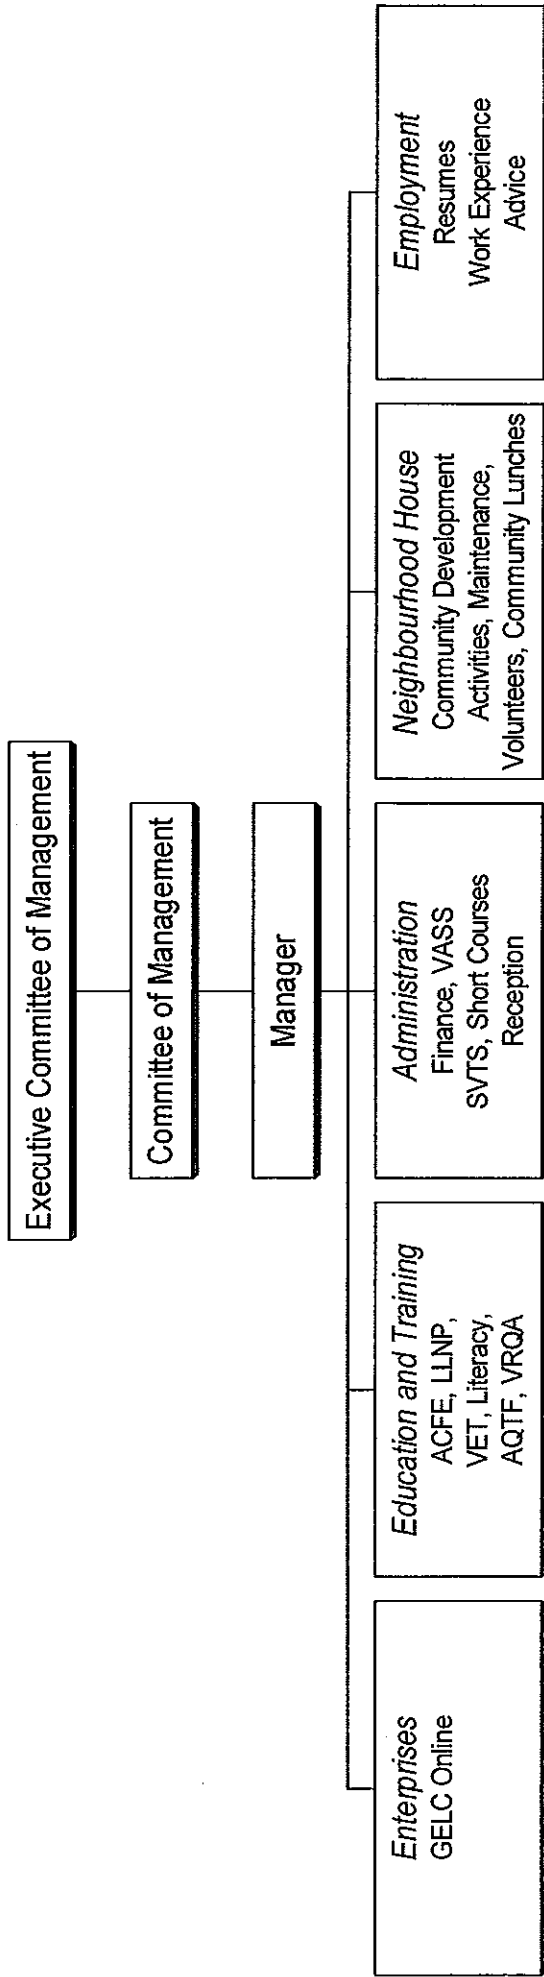 Executive Committee of Management
Committee of Management
Manager
Enterprises
GELC Online
Education and Training
ACFE, LLNP,
VET, Literacy,
AQTF, VRQA
Administration
Finance, VASS
SVTS, Short Courses
Reception
Neighbourhood House
Community Development
Activities, Maintenance,
Volunteers, Community Lunches
Employment
Resumes
Work Experience
Advice